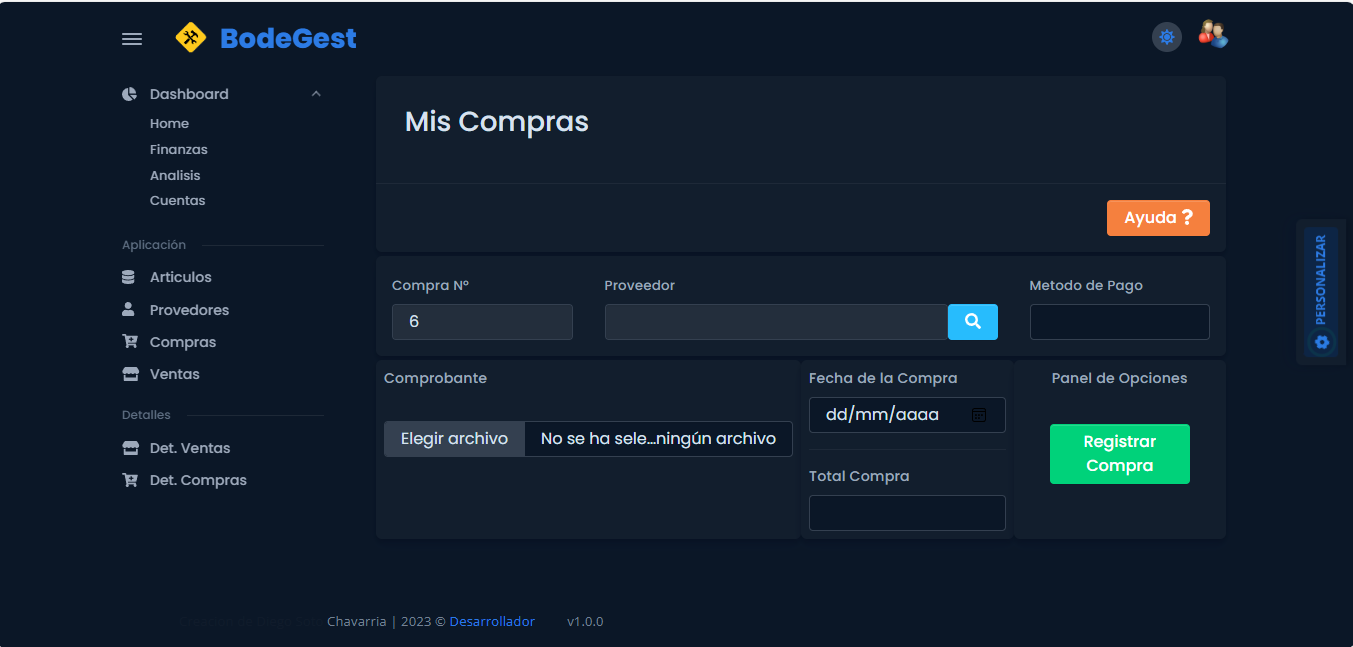 BodeGest
Dashboard
Home
Finanzas
Analisis
Cuentas
Aplicación
Articulos
Provedores
Compras
Ventas
Detalles
Det. Ventas
Det. Compras
Mis Compras
Ayuda ?
Compra Nº
Proveedor
Metodo de Pago
6
Comprobante
Elegir archivo No se ha sele...ningún archivo
Fecha de la Compra
dd/mm/aaaa
Total Compra
Panel de Opciones
Registrar
Compra
PERSONALIZAR
Chavarria | 2023 © Desarrollador v1.0.0